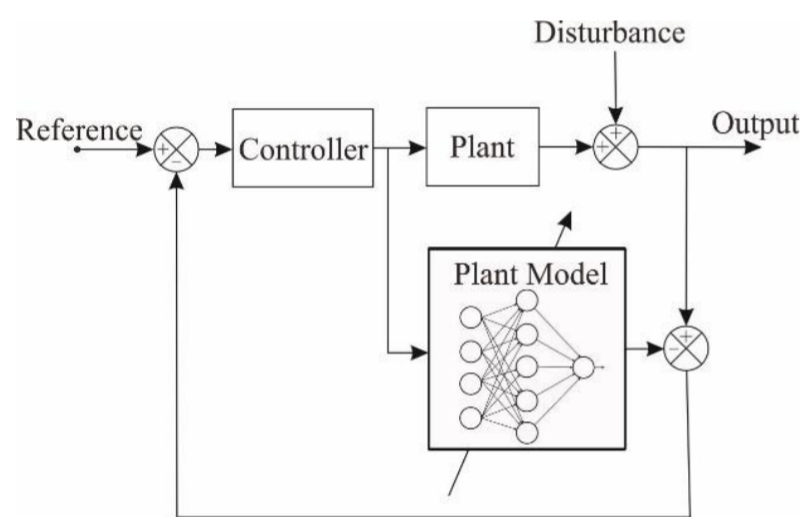 Disturbance
Reference
+
−
Controller
Plant
+
+
Output
Plant Model
+
−